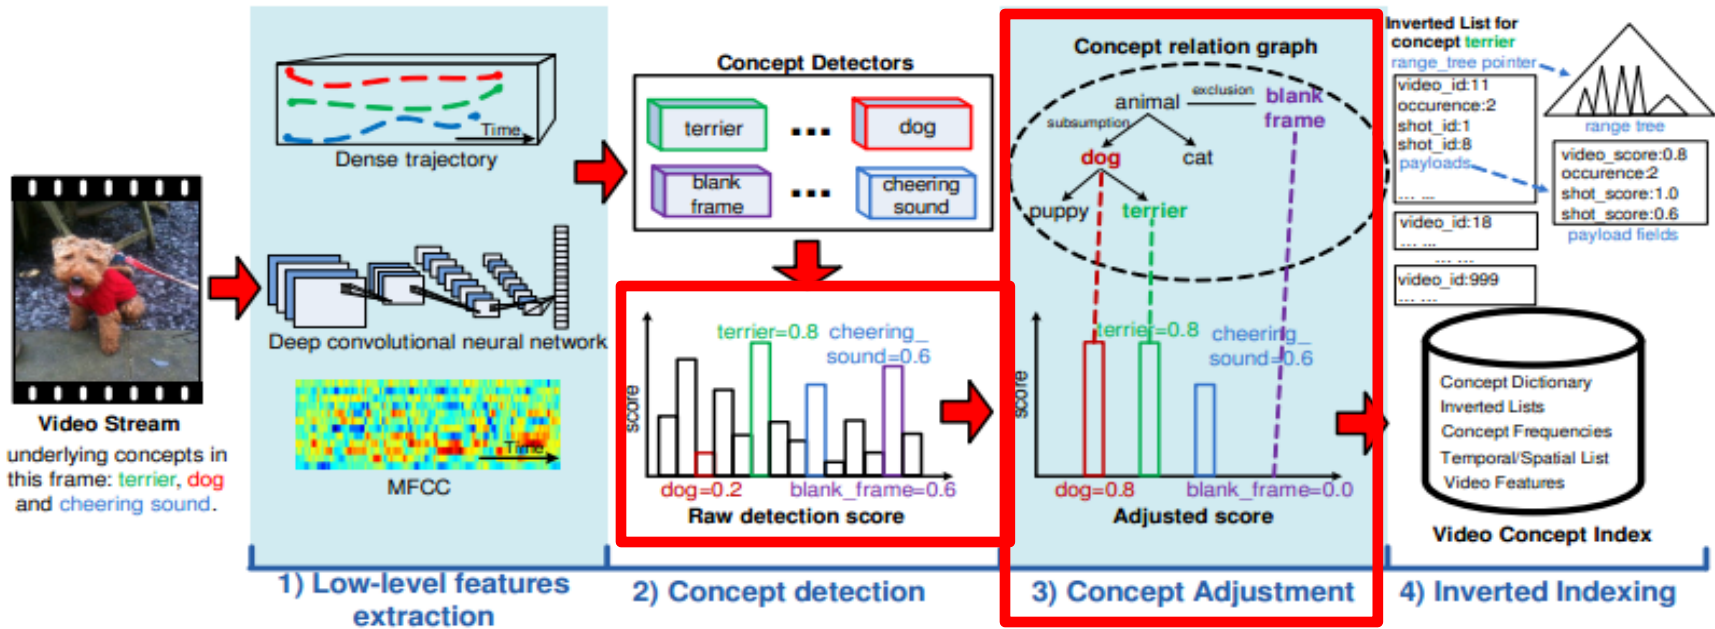 Video Stream
underlying concepts in
this frame: terrier, dog
and cheering sound.
Time
Dense trajectory
Deep convolutional neural network
Time
MFCC
1) Low-level features
extraction
Concept Detectors
terrier
dog
blank
frame
cheering
sound
terrier=0.8
cheering_
sound=0.6
score
dog=0.2
blank_frame=0.6
Raw detection score
2) Concept detection
Concept relation graph
animal
exclusion
blank
frame
subsumption
dog
cat
puppy
terrier
terrier=0.8
cheering_
sound=0.6
score
dog=0.8
blank_frame=0.0
Adjusted score
3) Concept Adjustment
Inverted List for
concept terrier
range_tree pointer
video_id:11
occurence:2
shot_id:1
shot_id:8
payloads
... ...
range tree
video_score:0.8
occurence:2
shot_score:1.0
shot_score:0.6
payload fields
video_id:18
... ...
... ...
video_id:999
... ...
Concept Dictionary
Inverted Lists
Concept Frequencies
Temporal/Spatial List
Video Features
Video Concept Index
4) Inverted Indexing